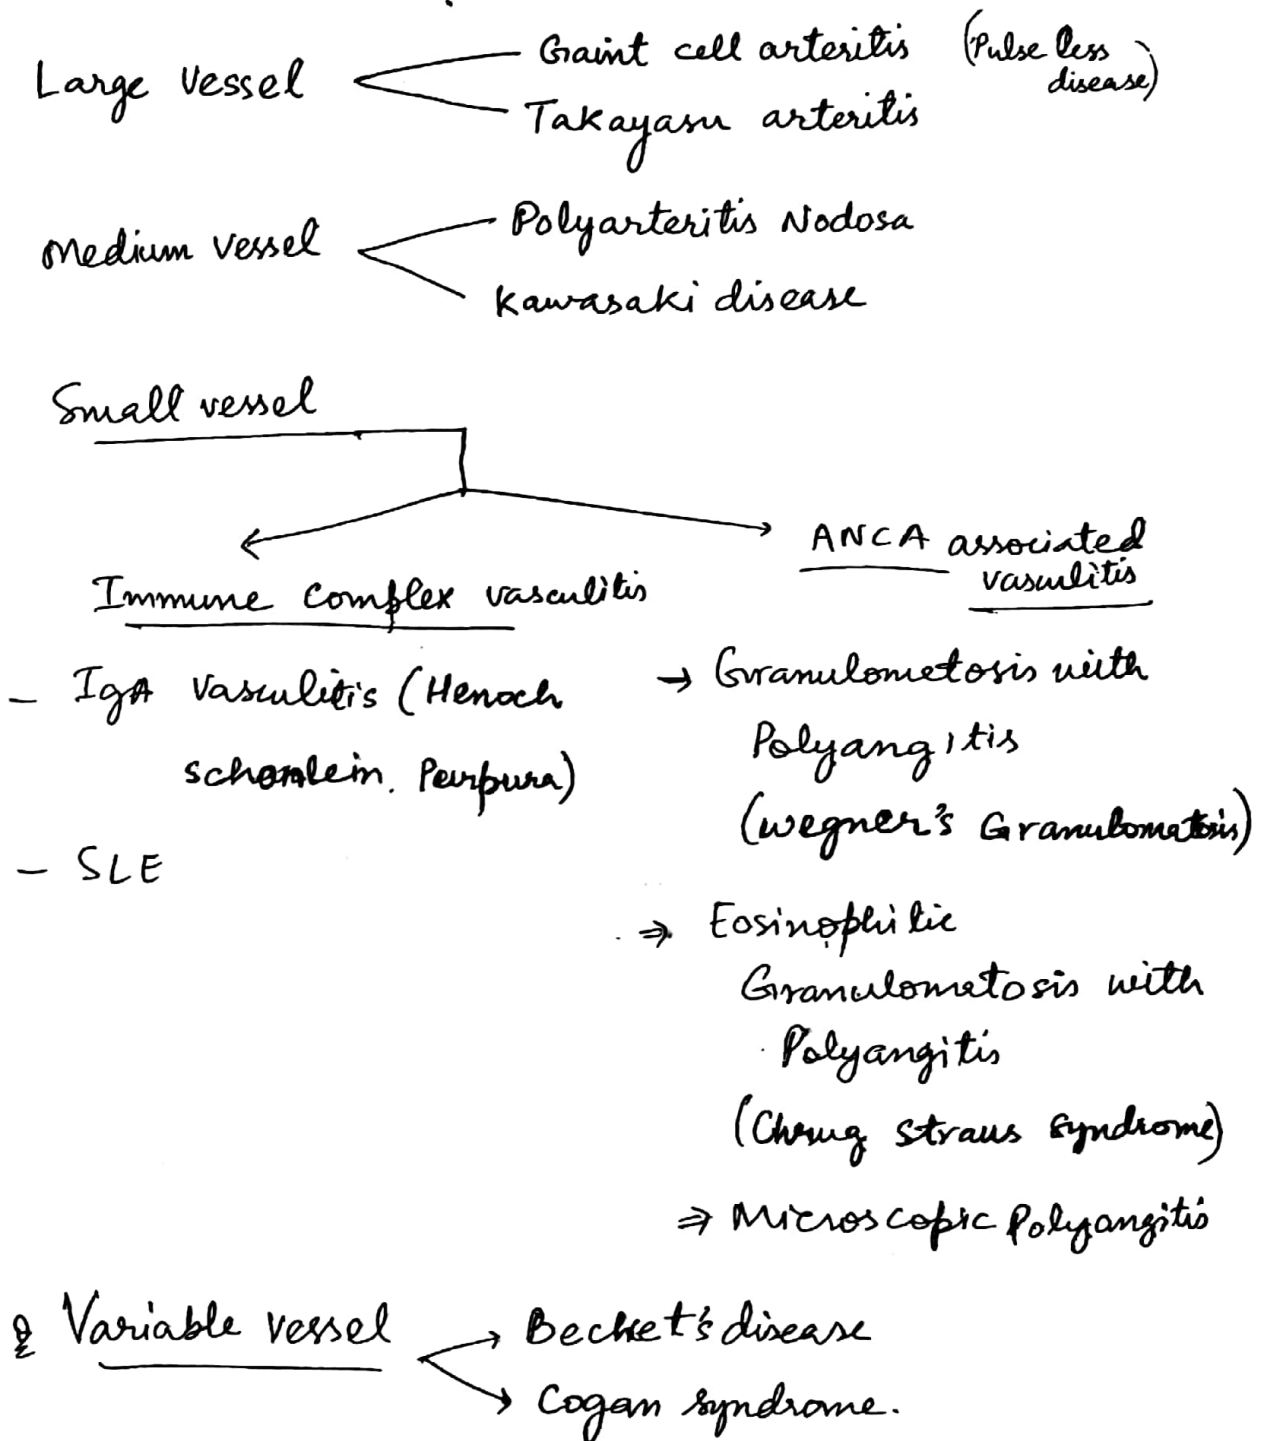 Large Vessel
Gaint cell arteritis (Pulse less
disease)
Takayasu arteritis
Medium vessel
Polyarteritis Nodosa
Kawasaki disease
Small vessel
ANCA associated
vasculitis
Immune Complex vasculitis
- IgA Vasculitis (Henoch
schonlein. Purpura)
- SLE
→ Granulometosis with
Polyangitis
(wegner's Granulomatosis)
⇒ Eosinophilic
Granulometosis with
Polyangitis
(Chrug straus syndrome)
⇒ Microscopic Polyangitis
Variable vessel
Bechet's disease
Cogan syndrome.